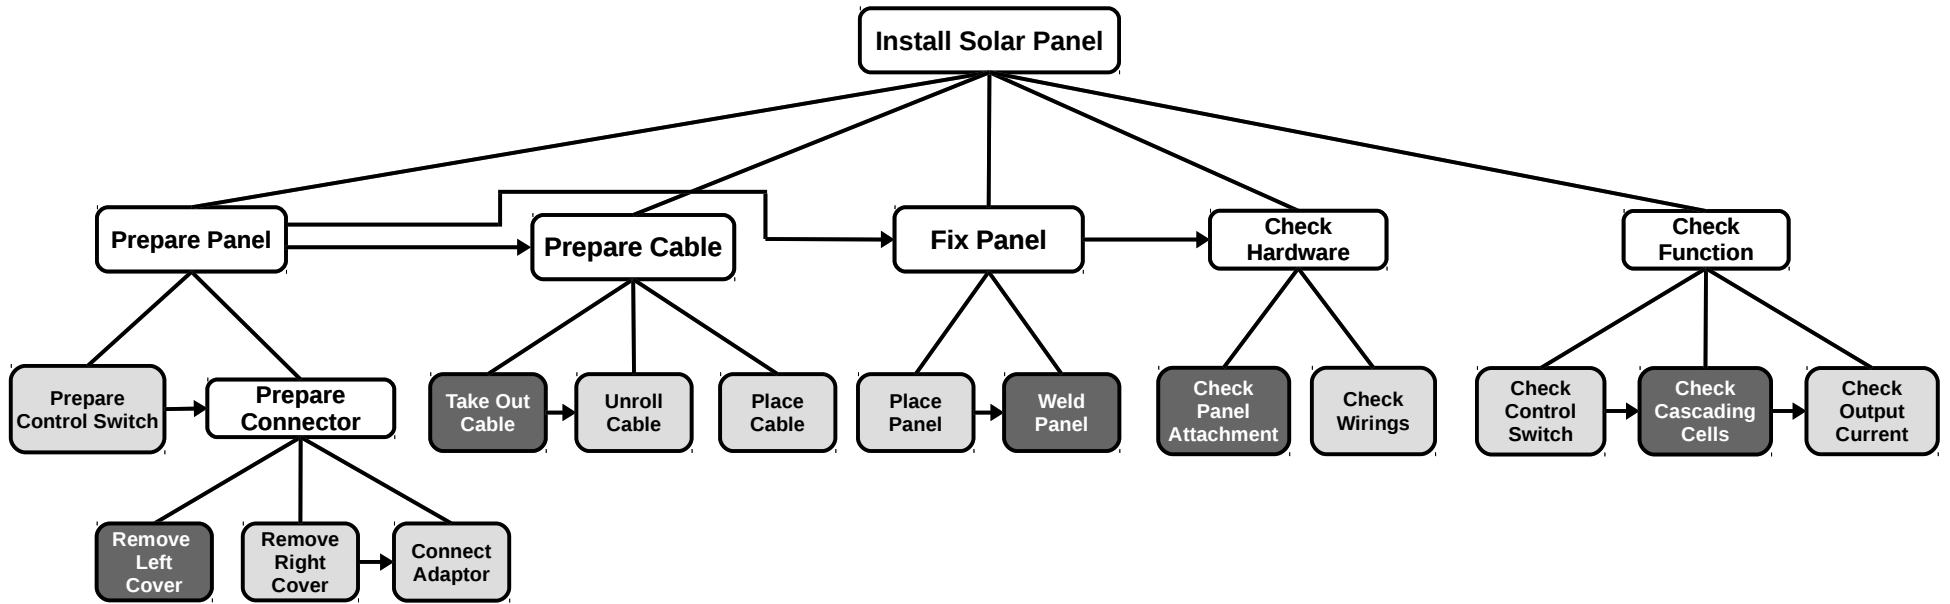 Install Solar Panel
Prepare Panel
Prepare Cable
Fix Panel
Check
Hardware
Check
Function
Prepare
Control Switch
Prepare
Connector
Take Out
Cable
Unroll
Cable
Place
Cable
Place
Panel
Weld
Panel
Check
Panel
Attachment
Check
Wirings
Check
Control
Switch
Check
Cascading
Cells
Check
Output
Current
Remove
Left
Cover
Remove
Right
Cover
Connect
Adaptor